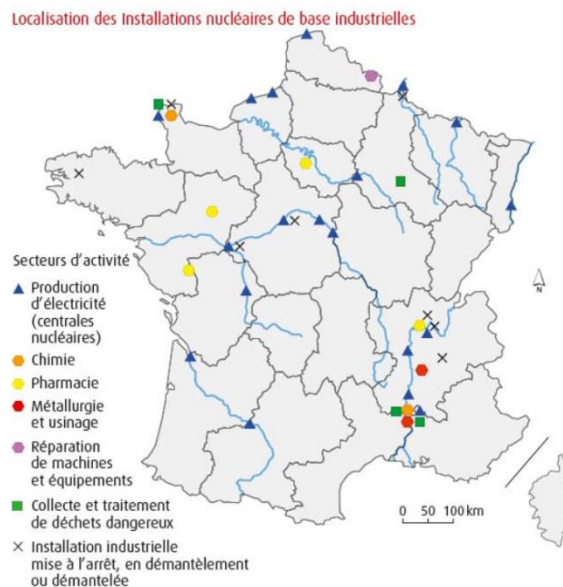 Localisation des Installations nucléaires de base industrielles
Secteurs d'activité
Production
d'électricité
(centrales
nucléaires)
Chimie
Pharmacie
Métallurgie
et usinage
Réparation
de machines
et équipements
Collecte et traitement
de déchets dangereux
Installation industrielle
mise à l'arrêt, en démantèlement
ou démantelée
N
0 50 100 km